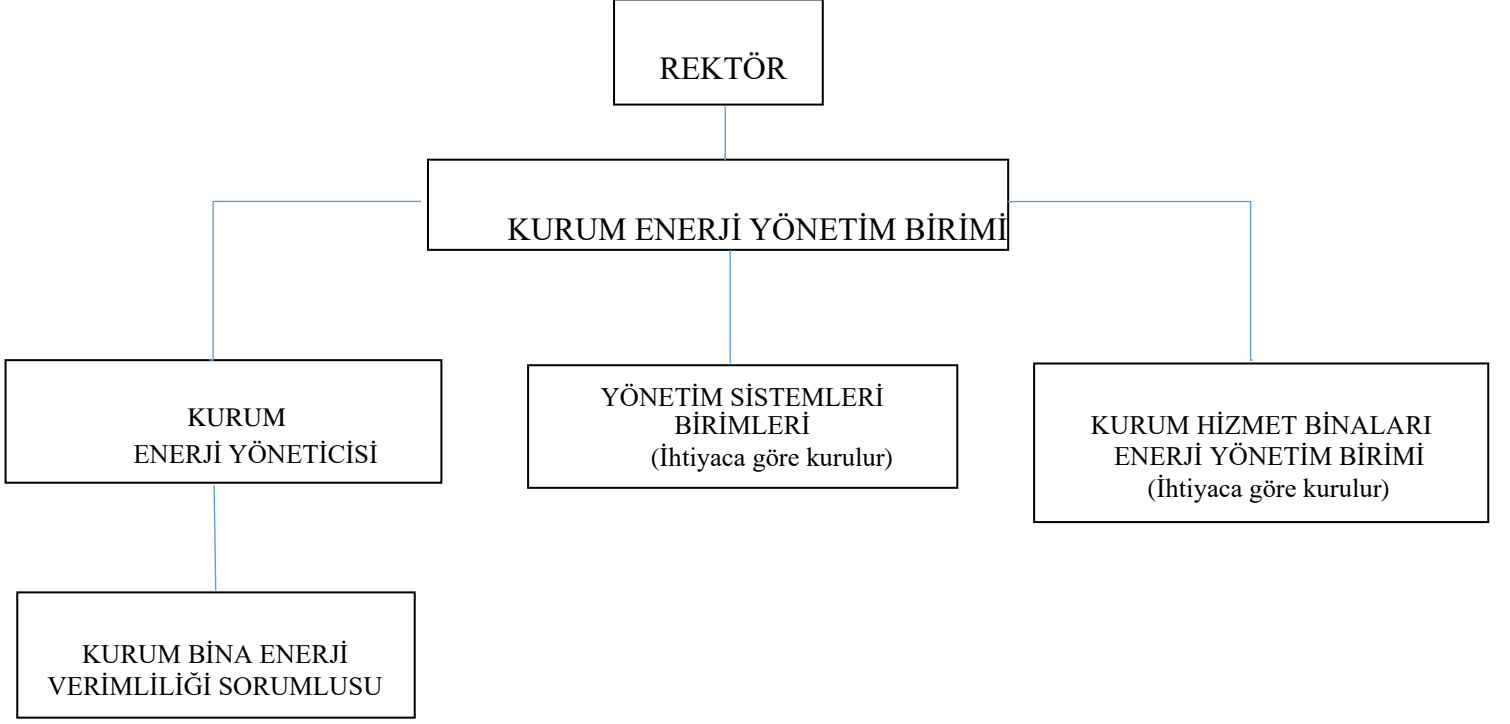 REKTÖR
KURUM ENERJİ YÖNETİM BİRİMİ
KURUM
ENERJİ YÖNETİCİSİ
YÖNETİM SİSTEMLERİ
BİRİMLERİ
(İhtiyaca göre kurulur)
KURUM HİZMET BİNALARI
ENERJİ YÖNETİM BİRİMİ
(İhtiyaca göre kurulur)
KURUM BİNA ENERJİ
VERİMLİLİĞİ SORUMLUSU